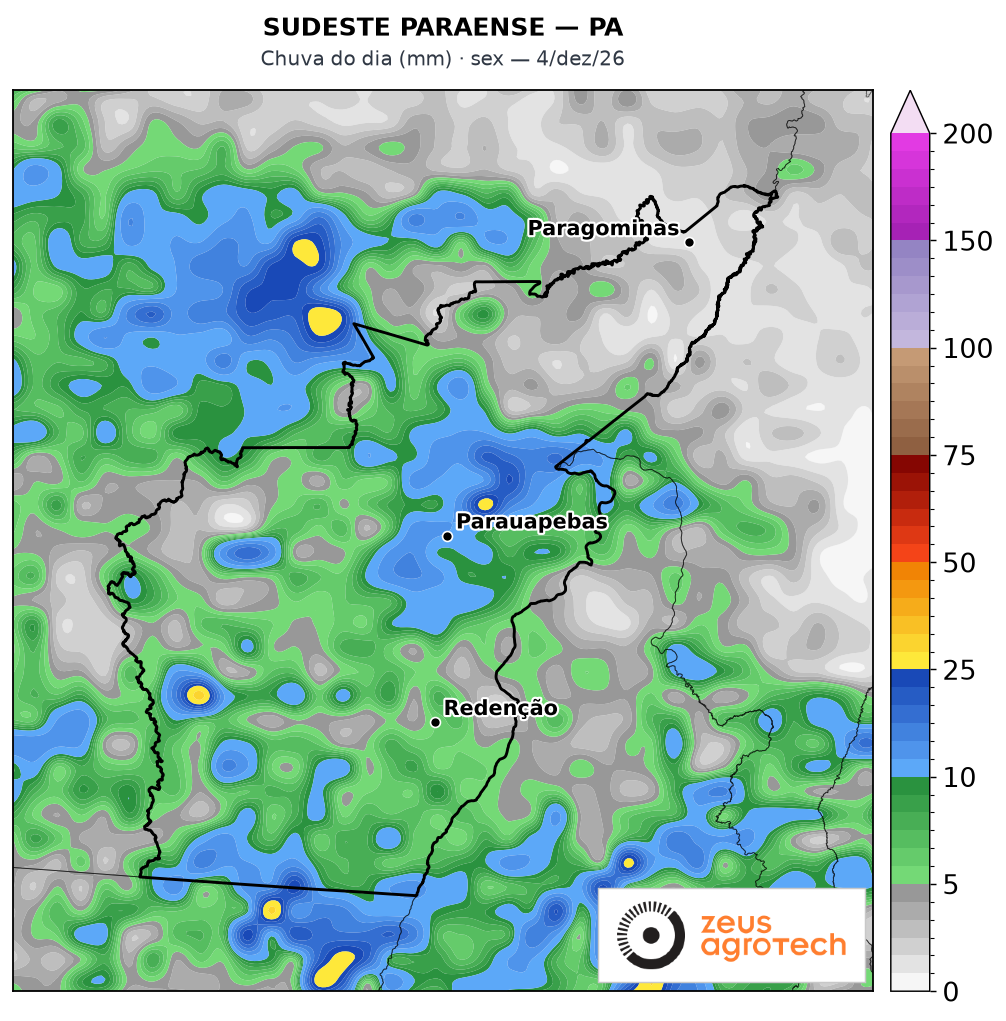 SUDESTE PARAENSE — PA
Chuva do dia (mm) · sex — 4/dez/26
200
Paragominas
150
100
75
50
Parauapebas
25
Redenção
10
5
zeus
agrotech
0